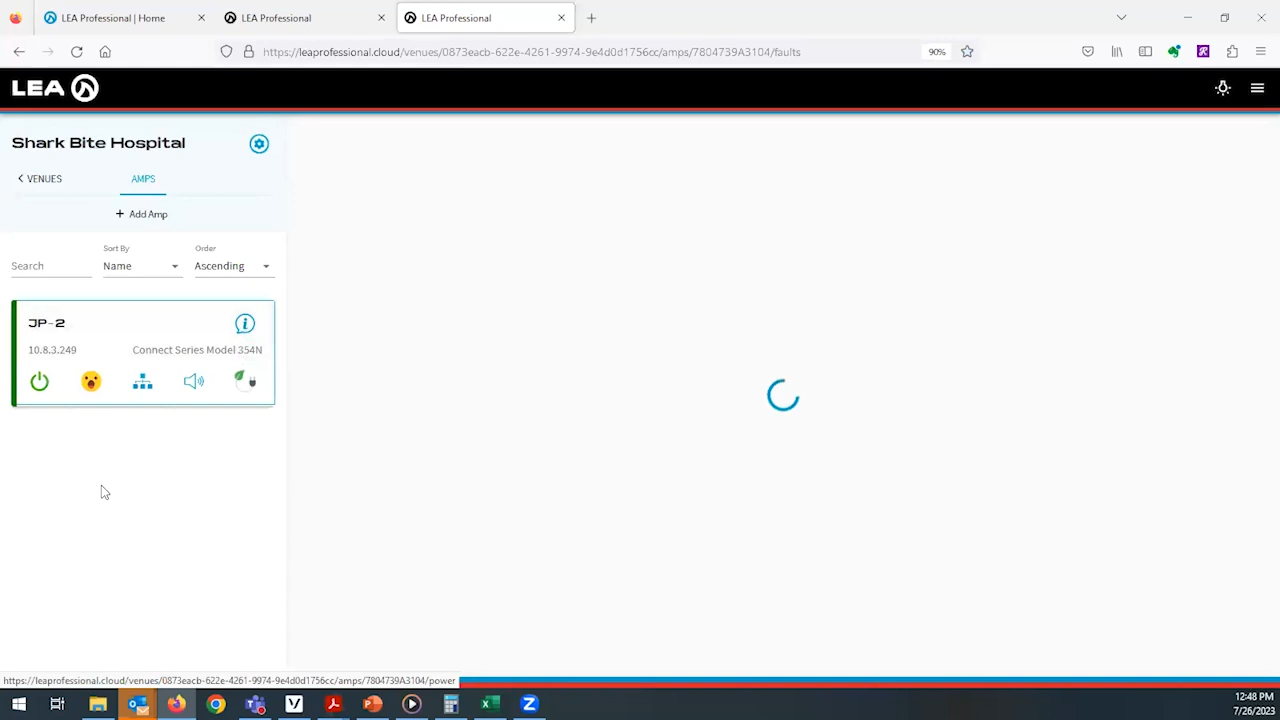 LEA Professional | Home
LEA Professional
LEA Professional
https://leaprofessional.cloud/venues/0873eacb-622e-4261-9974-9e4d0d1756cc/amps/7804739A3104/faults
90%
LEA
Shark Bite Hospital
VENUES
AMPS
+ Add Amp
Sort By
Order
Search
Name
Ascending
JP-2
10.8.3.249
Connect Series Model 354N
https://leaprofessional.cloud/venues/0873eacb-622e-4261-9974-9e4d0d1756cc/amps/7804739A3104/power
12:48 PM
7/26/2023